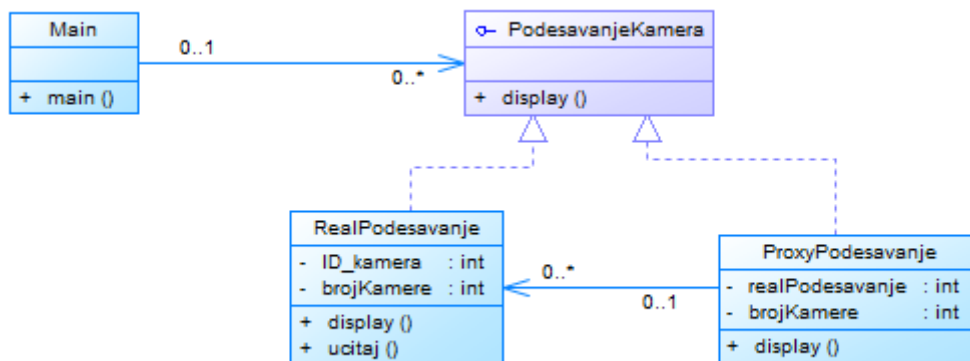 Main
+ main ()
0..1
0..*
PodesavanjeKamera
+ display ()
RealPodesavanje
- ID_kamera : int
- brojKamere : int
+ display ()
+ ucitaj ()
0..*
0..1
ProxyPodesavanje
- realPodesavanje : int
- brojKamere : int
+ display ()